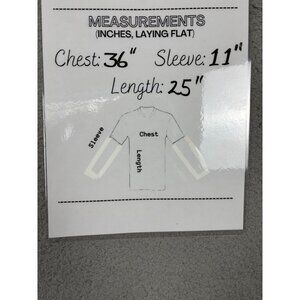 MEASUREMENTS
(INCHES, LAYING FLAT)
Chest: 36" Sleeve: 11"
Length: 25"
Sleeve
Chest
Length